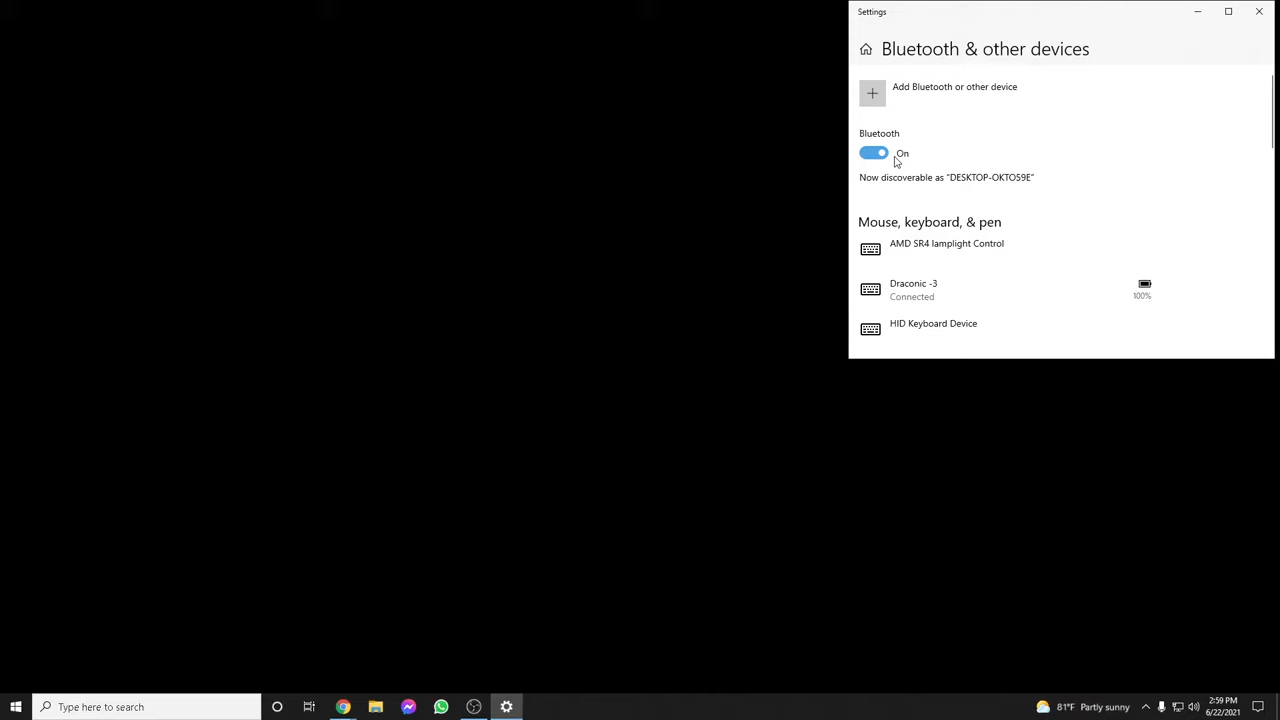 Settings
Bluetooth & other devices
Add Bluetooth or other device
Bluetooth
On
Now discoverable as "DESKTOP-OKTO59E"
Mouse, keyboard, & pen
AMD SR4 lamplight Control
Draconic -3
Connected
100%
HID Keyboard Device
Type here to search
81°F Partly sunny
2:59 PM
6/22/2021